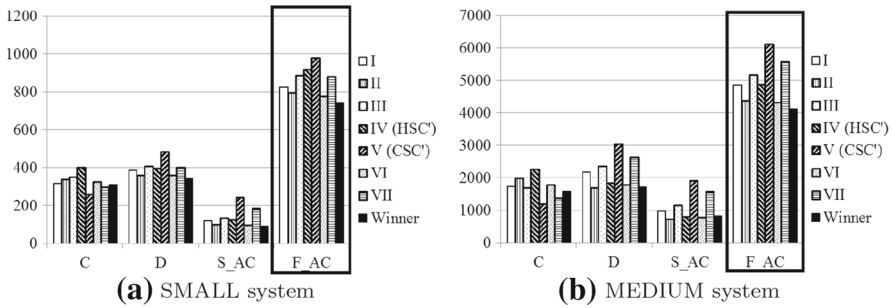 1200
1000
800
600
400
200
0
C D S_AC F_AC
I
II
III
IV (HSC')
V (CSC')
VI
VII
Winner
(a) SMALL system
7000
6000
5000
4000
3000
2000
1000
0
C D S_AC F_AC
I
II
III
IV (HSC')
V (CSC')
VI
VII
Winner
(b) MEDIUM system